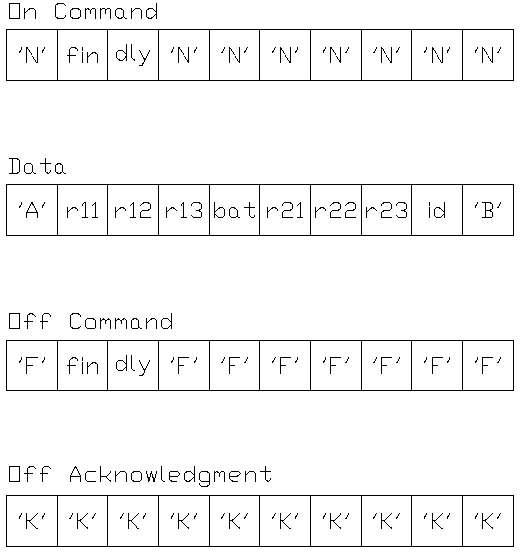 On Command
'N' fin dly 'N' 'N' 'N' 'N' 'N' 'N' 'N'
Data
'A' r11 r12 r13 bat r21 r22 r23 id 'B'
Off Command
'F' fin dly 'F' 'F' 'F' 'F' 'F' 'F' 'F'
Off Acknowledgment
'K' 'K' 'K' 'K' 'K' 'K' 'K' 'K' 'K' 'K'